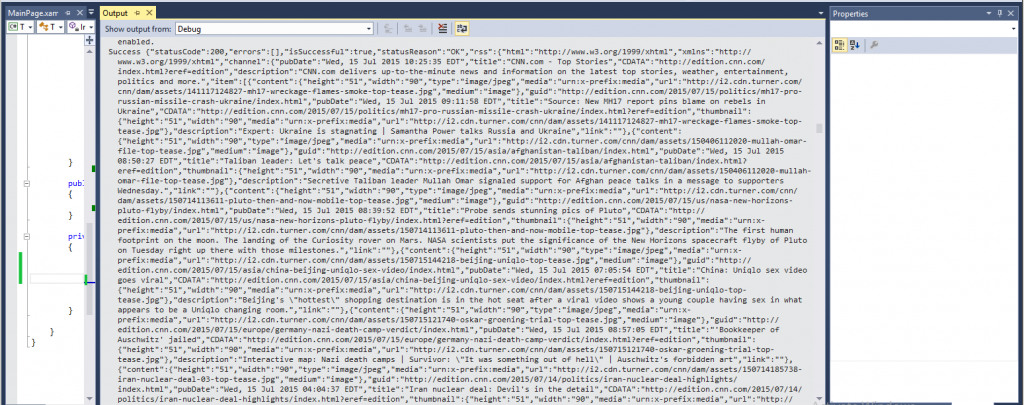 MainPage.xam
Output
Properties
T
T
Ir
Show output from: Debug
}
publ
{
}
priv
{
}
}
}
enabled.
Success {"statusCode":200,"errors":[],"isSuccessful":true,"statusReason":"OK","rss":{"html":"http://www.w3.org/1999/xhtml","xmlns":"http://
www.w3.org/1999/xhtml","channel":{"pubDate":"Wed, 15 Jul 2015 10:25:35 EDT","title":"CNN.com - Top Stories","CDATA":"http://edition.cnn.com/
index.html?eref=edition","description":"CNN.com delivers up-to-the-minute news and information on the latest top stories, weather, entertainment,
politics and more.","item":[{"content":{"height":"51","width":"90","type":"image/jpeg","media":"urn:x-prefix:media","url":"http://i2.cdn.turner.com/
cnn/dam/assets/141117124827-mh17-wreckage-flames-smoke-top-tease.jpg","medium":"image"},"guid":"http://edition.cnn.com/2015/07/15/politics/mh17-pro-
russian-missile-crash-ukraine/index.html","pubDate":"Wed, 15 Jul 2015 09:11:58 EDT","title":"Source: New MH17 report pins blame on rebels in
Ukraine","CDATA":"http://edition.cnn.com/2015/07/15/politics/mh17-pro-russian-missile-crash-ukraine/index.html?eref=edition","thumbnail":
{"height":"51","width":"90","media":"urn:x-prefix:media","url":"http://i2.cdn.turner.com/cnn/dam/assets/141117124827-mh17-wreckage-flames-smoke-top-
tease.jpg"},"description":"Expert: Ukraine is stagnating | Samantha Power talks Russia and Ukraine","link":""},{"content":
{"height":"51","width":"90","type":"image/jpeg","media":"urn:x-prefix:media","url":"http://i2.cdn.turner.com/cnn/dam/assets/150406112020-mullah-omar-
file-top-tease.jpg","medium":"image"},"guid":"http://edition.cnn.com/2015/07/15/asia/afghanistan-taliban/index.html","pubDate":"Wed, 15 Jul 2015
08:50:27 EDT","title":"Taliban leader: Let's talk peace","CDATA":"http://edition.cnn.com/2015/07/15/asia/afghanistan-taliban/index.html?
eref=edition","thumbnail":{"height":"51","width":"90","media":"urn:x-prefix:media","url":"http://i2.cdn.turner.com/cnn/dam/assets/150406112020-mullah-
omar-file-top-tease.jpg"},"description":"Secretive Taliban leader Mullah Omar signaled support for Afghan peace talks in a message to supporters
Wednesday.","link":""},{"content":{"height":"51","width":"90","type":"image/jpeg","media":"urn:x-prefix:media","url":"http://i2.cdn.turner.com/cnn/
dam/assets/150714113611-pluto-then-and-now-mobile-top-tease.jpg","medium":"image"},"guid":"http://edition.cnn.com/2015/07/15/us/nasa-new-horizons-
pluto-flyby/index.html","pubDate":"Wed, 15 Jul 2015 08:39:52 EDT","title":"Probe sends stunning pics of Pluto","CDATA":"http://
edition.cnn.com/2015/07/15/us/nasa-new-horizons-pluto-flyby/index.html?eref=edition","thumbnail":{"height":"51","width":"90","media":"urn:x-
prefix:media","url":"http://i2.cdn.turner.com/cnn/dam/assets/150714113611-pluto-then-and-now-mobile-top-tease.jpg"},"description":"The first human
footprint on the moon. The landing of the Curiosity rover on Mars. NASA scientists put the significance of the New Horizons spacecraft flyby of Pluto
on Tuesday right up there with those milestones.","link":""},{"content":{"height":"51","width":"90","type":"image/jpeg","media":"urn:x-
prefix:media","url":"http://i2.cdn.turner.com/cnn/dam/assets/150715144218-beijing-uniqlo-top-tease.jpg","medium":"image"},"guid":"http://
edition.cnn.com/2015/07/15/asia/china-beijing-uniqlo-sex-video/index.html","pubDate":"Wed, 15 Jul 2015 07:05:54 EDT","title":"China: Uniqlo sex video
goes viral","CDATA":"http://edition.cnn.com/2015/07/15/asia/china-beijing-uniqlo-sex-video/index.html?eref=edition","thumbnail":
{"height":"51","width":"90","media":"urn:x-prefix:media","url":"http://i2.cdn.turner.com/cnn/dam/assets/150715144218-beijing-uniqlo-top-
tease.jpg"},"description":"Beijing's \"hottest\" shopping destination is in the hot seat after a viral video shows a young couple having sex in what
appears to be a Uniqlo changing room.","link":""},{"content":{"height":"51","width":"90","type":"image/jpeg","media":"urn:x-
prefix:media","url":"http://i2.cdn.turner.com/cnn/dam/assets/150715121740-oskar-groening-trial-top-
tease.jpg","medium":"image"},"guid":"http://edition.cnn.com/2015/07/15/europe/germany-nazi-death-camp-verdict/index.html","pubDate":"Wed, 15 Jul 2015 08:57:05 EDT","title":"'Bookkeeper of
Auschwitz' jailed","CDATA":"http://edition.cnn.com/2015/07/15/europe/germany-nazi-death-camp-verdict/index.html?eref=edition","thumbnail":
{"height":"51","width":"90","media":"urn:x-prefix:media","url":"http://i2.cdn.turner.com/cnn/dam/assets/150715121740-oskar-groening-trial-top-
tease.jpg"},"description":"Interactive map: Nazi death camps | Survivor: \"It was something out of hell\" | Auschwitz's forbidden art","link":""},
{"content":{"height":"51","width":"90","type":"image/jpeg","media":"urn:x-prefix:media","url":"http://i2.cdn.turner.com/cnn/dam/assets/150714185738-
iran-nuclear-deal-03-top-tease.jpg","medium":"image"},"guid":"http://edition.cnn.com/2015/07/14/politics/iran-nuclear-deal-highlights/
index.html","pubDate":"Wed, 15 Jul 2015 04:04:37 EDT","title":"Iran nuclear deal: Devil's in the detail","CDATA":"http://edition.cnn.com/2015/07/14/
politics/iran-nuclear-deal-highlights/index.html?eref=edition","thumbnail":{"height":"51","width":"90","media":"urn:x-prefix:media","url":"http://